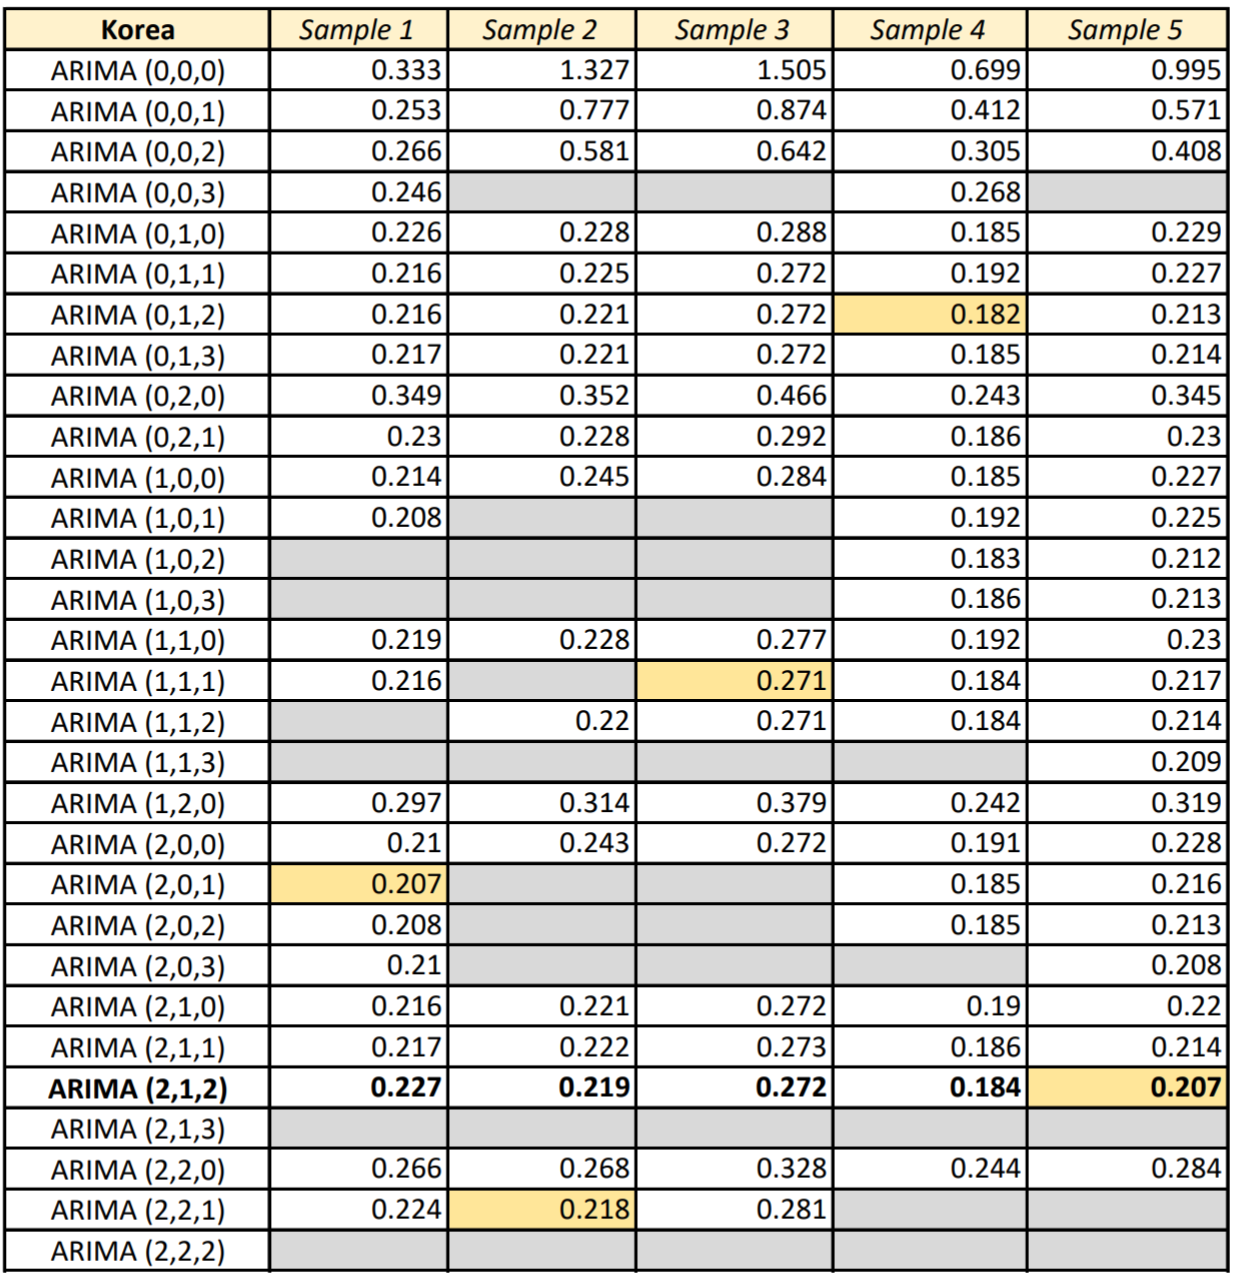 Korea Sample 1 Sample 2 Sample 3 Sample 4 Sample 5
ARIMA (0,0,0) 0.333 1.327 1.505 0.699 0.995
ARIMA (0,0,1) 0.253 0.777 0.874 0.412 0.571
ARIMA (0,0,2) 0.266 0.581 0.642 0.305 0.408
ARIMA (0,0,3) 0.246 0.268
ARIMA (0,1,0) 0.226 0.228 0.288 0.185 0.229
ARIMA (0,1,1) 0.216 0.225 0.272 0.192 0.227
ARIMA (0,1,2) 0.216 0.221 0.272 0.182 0.213
ARIMA (0,1,3) 0.217 0.221 0.272 0.185 0.214
ARIMA (0,2,0) 0.349 0.352 0.466 0.243 0.345
ARIMA (0,2,1) 0.23 0.228 0.292 0.186 0.23
ARIMA (1,0,0) 0.214 0.245 0.284 0.185 0.227
ARIMA (1,0,1) 0.208 0.192 0.225
ARIMA (1,0,2) 0.183 0.212
ARIMA (1,0,3) 0.186 0.213
ARIMA (1,1,0) 0.219 0.228 0.277 0.192 0.23
ARIMA (1,1,1) 0.216 0.271 0.184 0.217
ARIMA (1,1,2) 0.22 0.271 0.184 0.214
ARIMA (1,1,3) 0.209
ARIMA (1,2,0) 0.297 0.314 0.379 0.242 0.319
ARIMA (2,0,0) 0.21 0.243 0.272 0.191 0.228
ARIMA (2,0,1) 0.207 0.185 0.216
ARIMA (2,0,2) 0.208 0.185 0.213
ARIMA (2,0,3) 0.21 0.208
ARIMA (2,1,0) 0.216 0.221 0.272 0.19 0.22
ARIMA (2,1,1) 0.217 0.222 0.273 0.186 0.214
ARIMA (2,1,2) 0.227 0.219 0.272 0.184 0.207
ARIMA (2,1,3)
ARIMA (2,2,0) 0.266 0.268 0.328 0.244 0.284
ARIMA (2,2,1) 0.224 0.218 0.281
ARIMA (2,2,2)